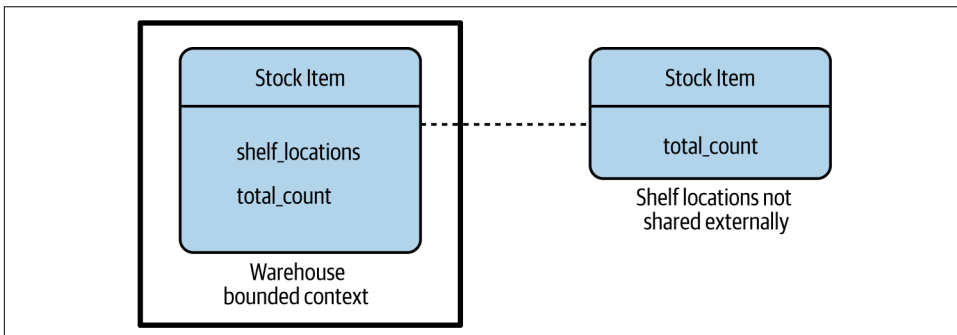 Stock Item
shelf_locations
total_count
Warehouse
bounded context
Stock Item
total_count
Shelf locations not
shared externally